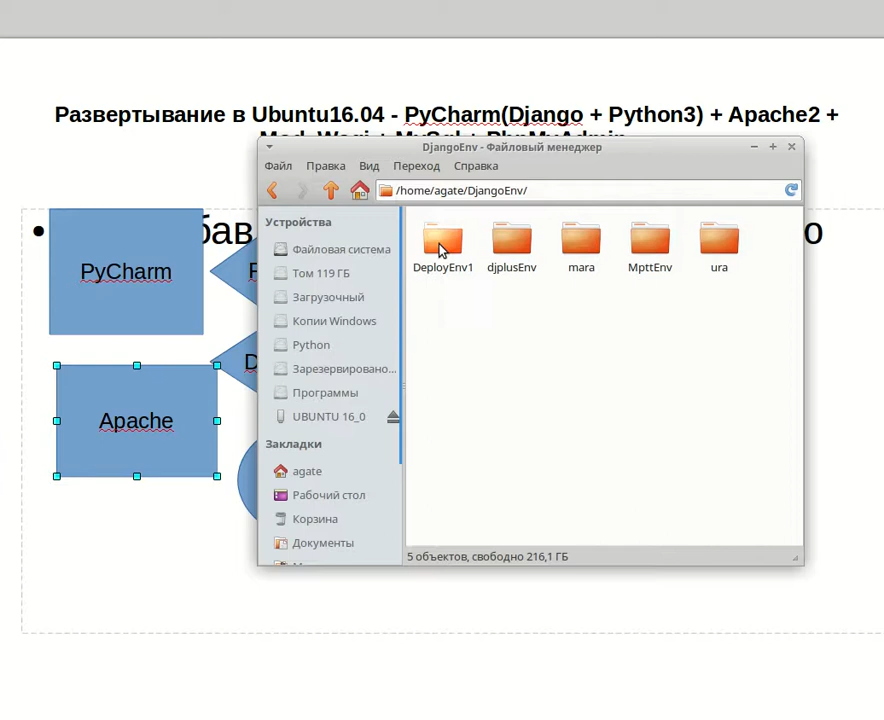 Развертывание в Ubuntu16.04 - PyCharm(Django + Python3) + Apache2 +
DjangoEnv - Файловый менеджер
Файл Правка Вид Переход Справка
/home/agate/DjangoEnv/
Устройства
Файловая система
Том 119 ГБ
Загрузочный
Копии Windows
Python
Зарезервировано...
Программы
UBUNTU 16_0
Закладки
agate
Рабочий стол
Корзина
Документы
DeployEnv1 djplusEnv mara MpttEnv ura
5 объектов, свободно 216,1 ГБ
PyCharm
Apache